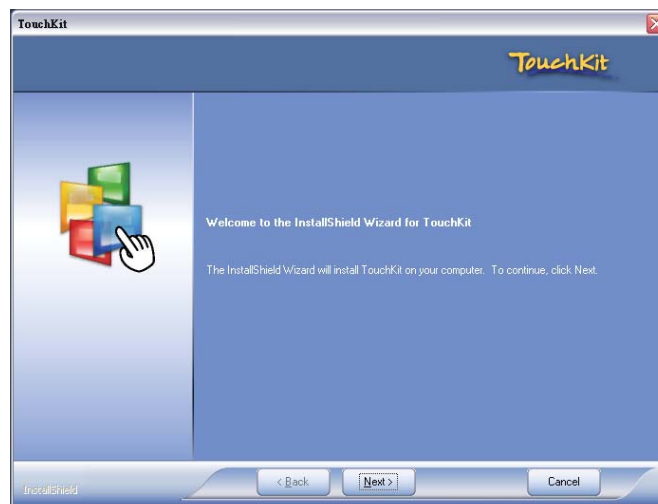 TouchKit
TouchKit
Welcome to the InstallShield Wizard for TouchKit
The InstallShield Wizard will install TouchKit on your computer. To continue, click Next.
InstallShield
< Back
Next >
Cancel